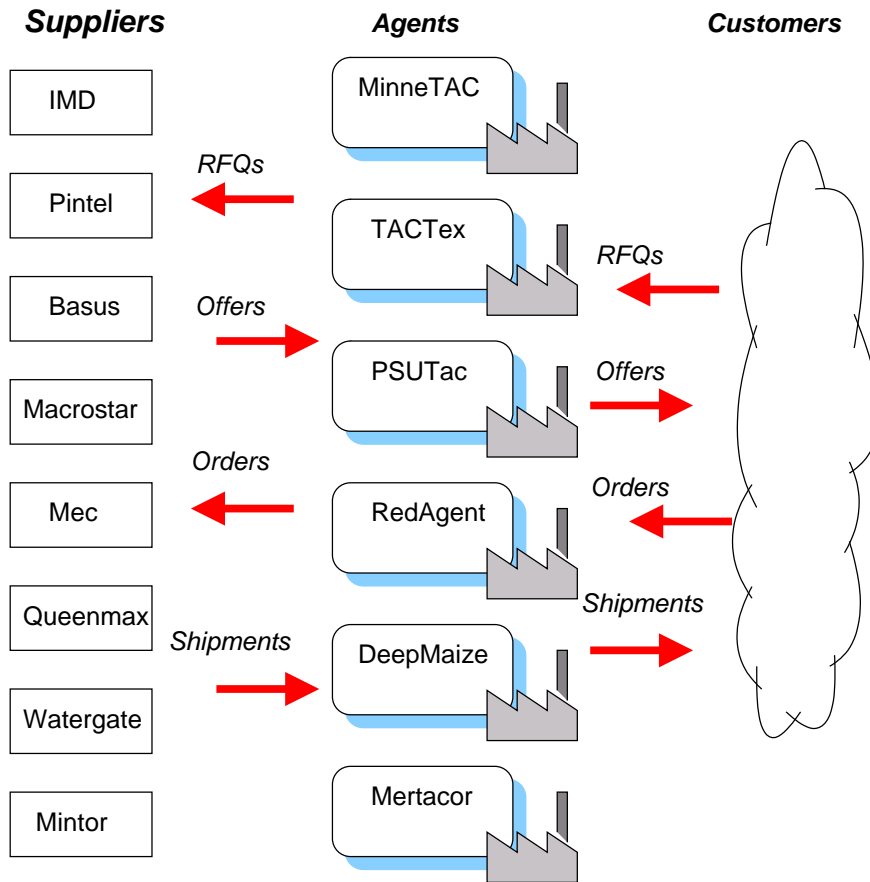 Suppliers
Agents
Customers
IMD
MinneTAC
RFQs
Pintel
TACTex
RFQs
Basus
Offers
PSUTac
Offers
Macrostar
Orders
Orders
Mec
RedAgent
Queenmax
Shipments
Shipments
DeepMaize
Watergate
Mertacor
Mintor